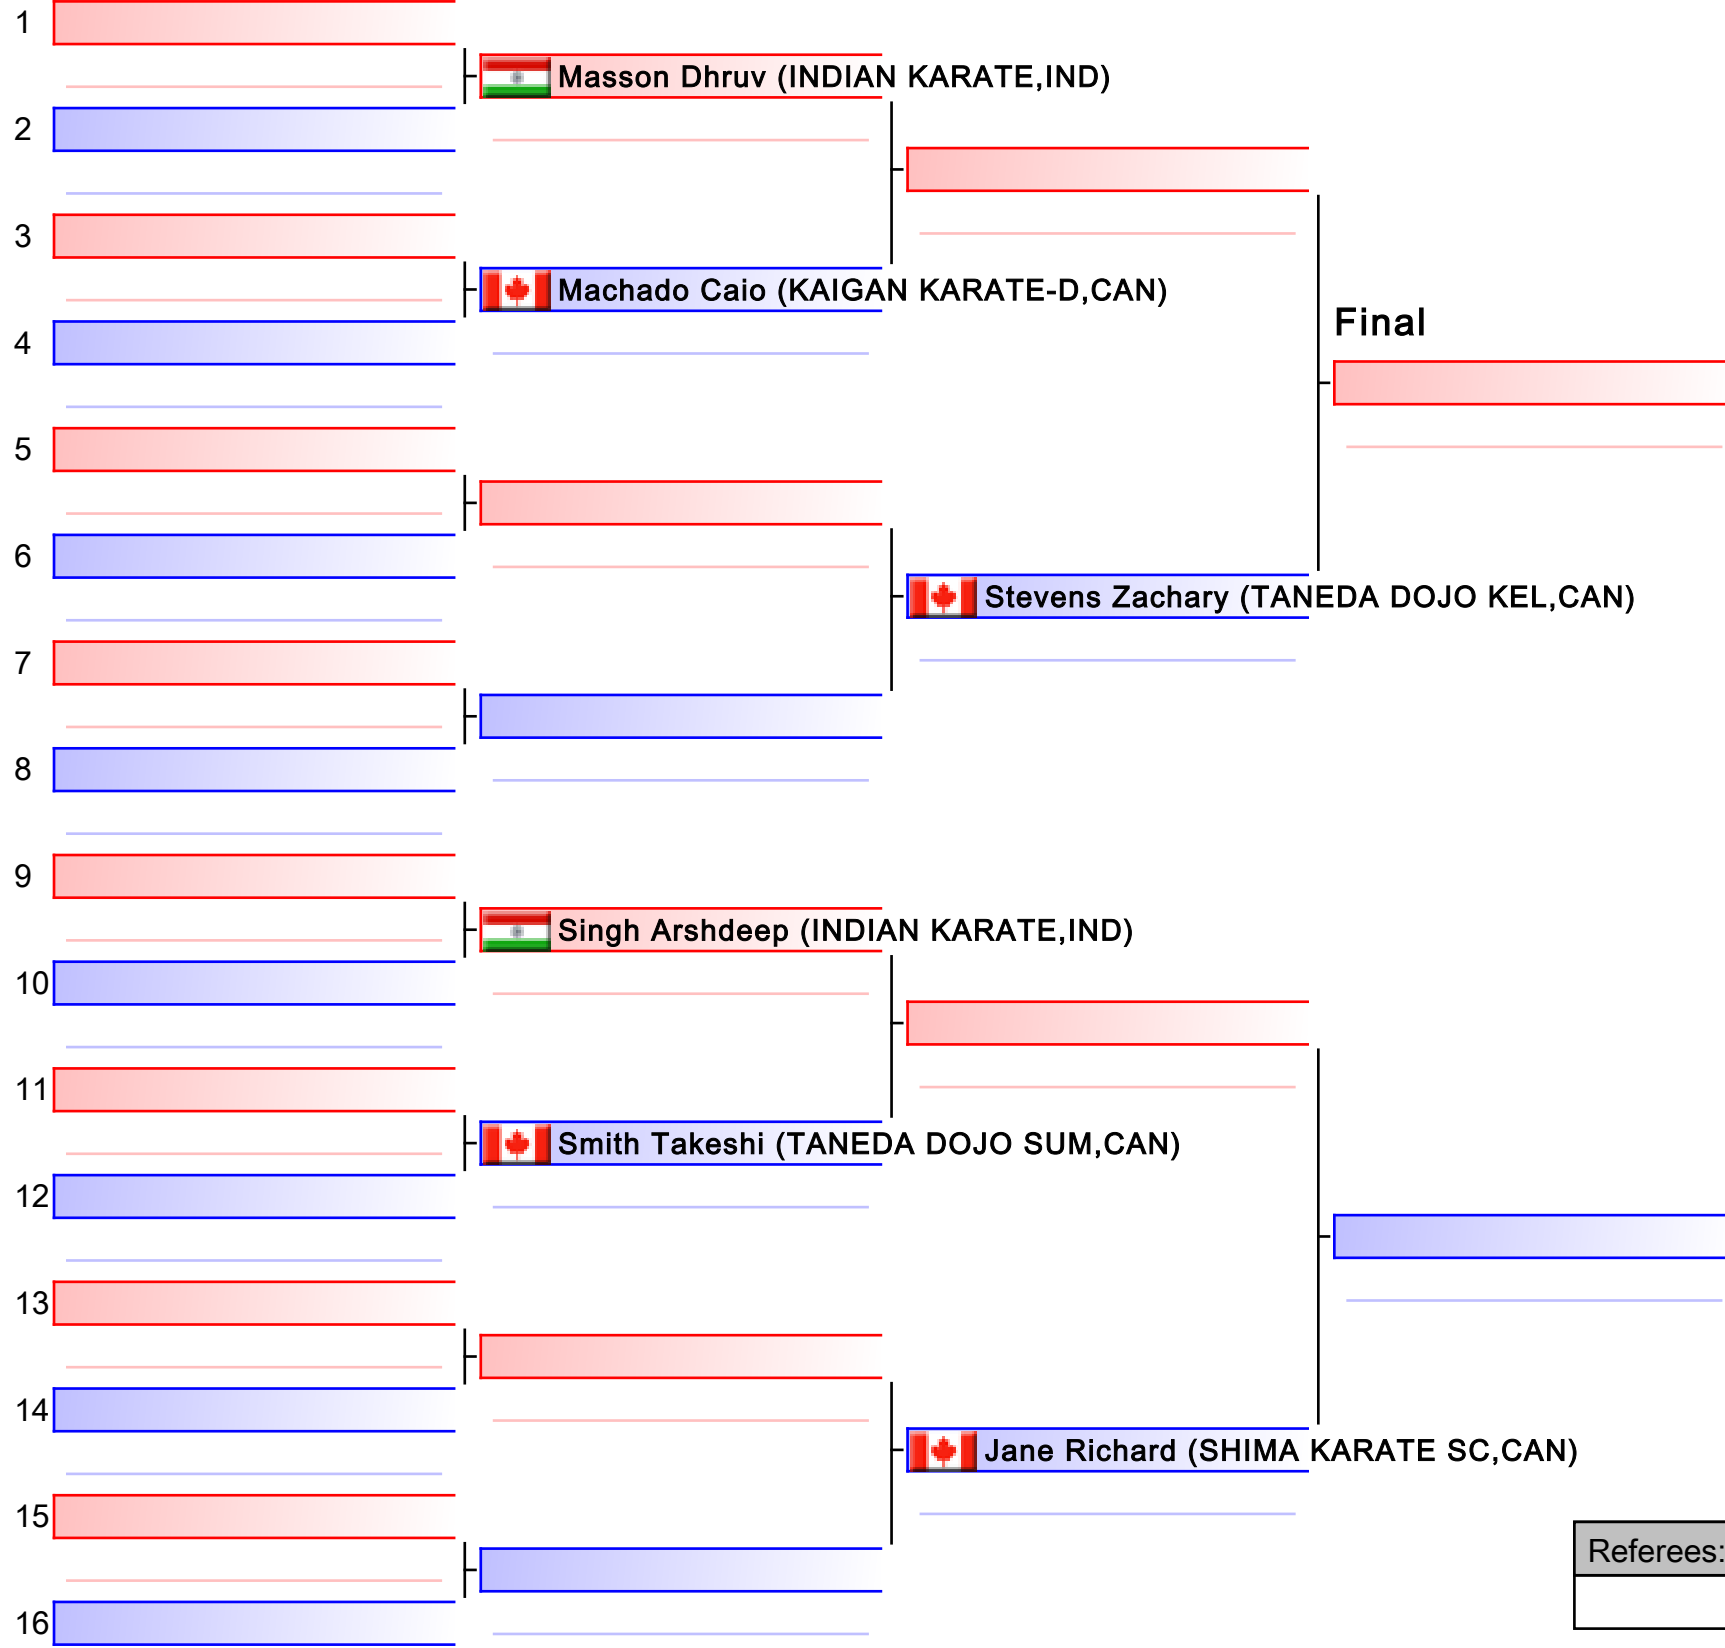 1
Masson Dhruv (INDIAN KARATE,IND)
2
3
Machado Caio (KAIGAN KARATE-D,CAN)
4
Final
5
6
Stevens Zachary (TANEDA DOJO KEL,CAN)
7
8
9
Singh Arshdeep (INDIAN KARATE,IND)
10
11
Smith Takeshi (TANEDA DOJO SUM,CAN)
12
13
14
Jane Richard (SHIMA KARATE SC,CAN)
15
Referees:
16